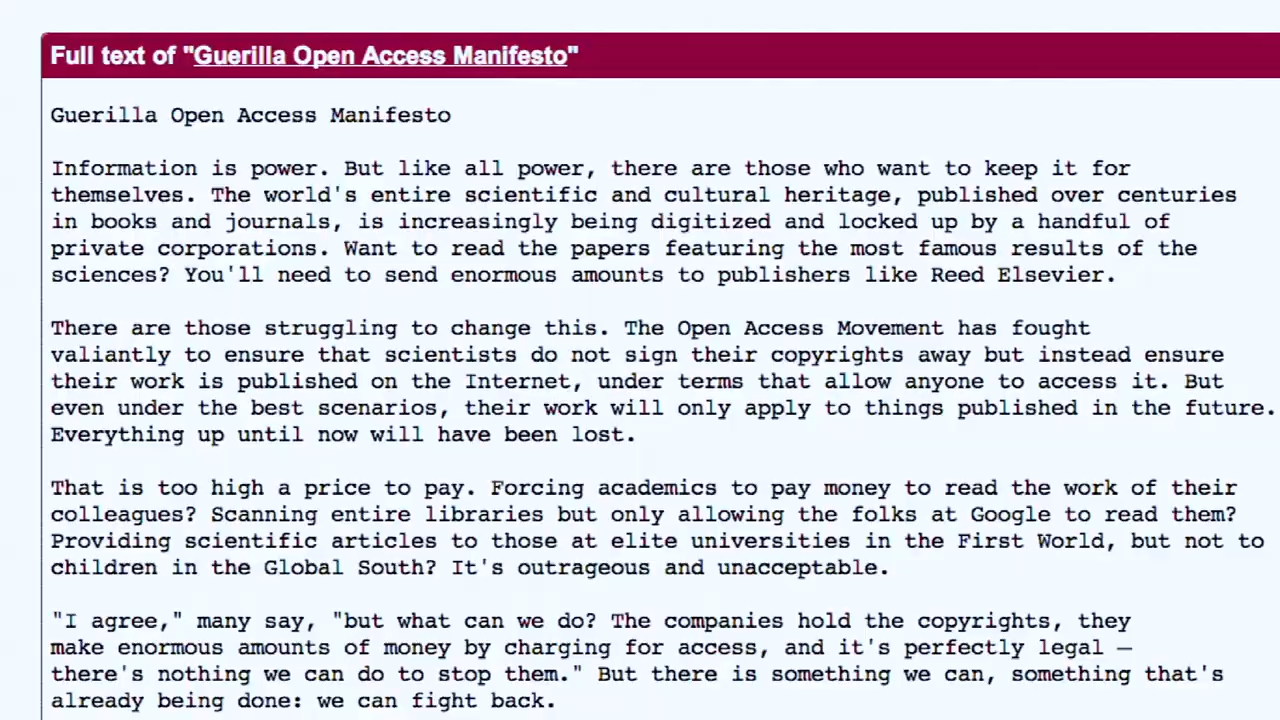 Full text of "Guerilla Open Access Manifesto"
Guerilla Open Access Manifesto
Information is power. But like all power, there are those who want to keep it for
themselves. The world's entire scientific and cultural heritage, published over centuries
in books and journals, is increasingly being digitized and locked up by a handful of
private corporations. Want to read the papers featuring the most famous results of the
sciences? You'll need to send enormous amounts to publishers like Reed Elsevier.
There are those struggling to change this. The Open Access Movement has fought
valiantly to ensure that scientists do not sign their copyrights away but instead ensure
their work is published on the Internet, under terms that allow anyone to access it. But
even under the best scenarios, their work will only apply to things published in the future.
Everything up until now will have been lost.
That is too high a price to pay. Forcing academics to pay money to read the work of their
colleagues? Scanning entire libraries but only allowing the folks at Google to read them?
Providing scientific articles to those at elite universities in the First World, but not to
children in the Global South? It's outrageous and unacceptable.
"I agree," many say, "but what can we do? The companies hold the copyrights, they
make enormous amounts of money by charging for access, and it's perfectly legal —
there's nothing we can do to stop them." But there is something we can, something that's
already being done: we can fight back.